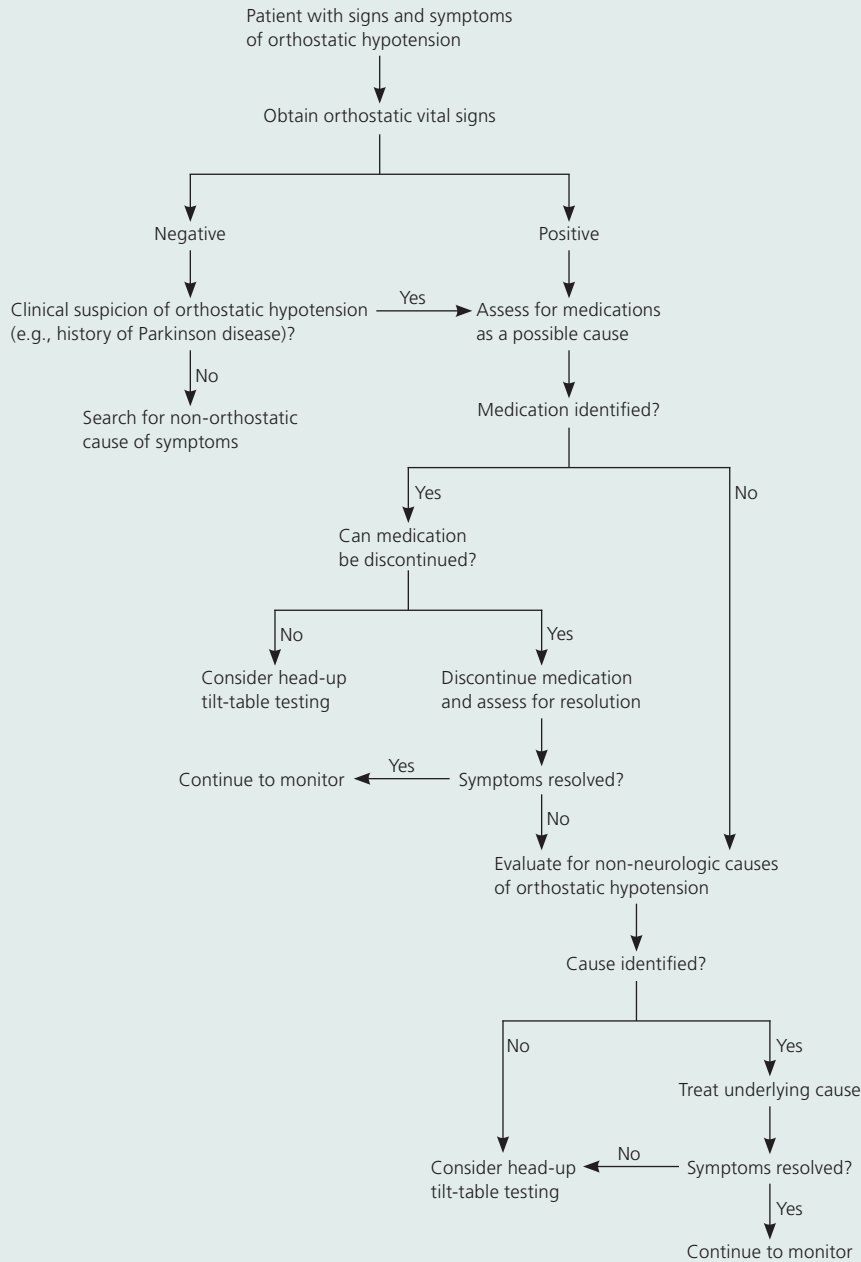 Patient with signs and symptoms
of orthostatic hypotension
Obtain orthostatic vital signs
Negative
Positive
Clinical suspicion of orthostatic hypotension
(e.g., history of Parkinson disease)?
Yes
Assess for medications
as a possible cause
No
Search for non-orthostatic
cause of symptoms
Medication identified?
Yes
No
Can medication
be discontinued?
No
Yes
Consider head-up
tilt-table testing
Discontinue medication
and assess for resolution
Continue to monitor
Yes
Symptoms resolved?
No
Evaluate for non-neurologic causes
of orthostatic hypotension
Cause identified?
No
Yes
Treat underlying cause
Consider head-up
tilt-table testing
No
Symptoms resolved?
Yes
Continue to monitor